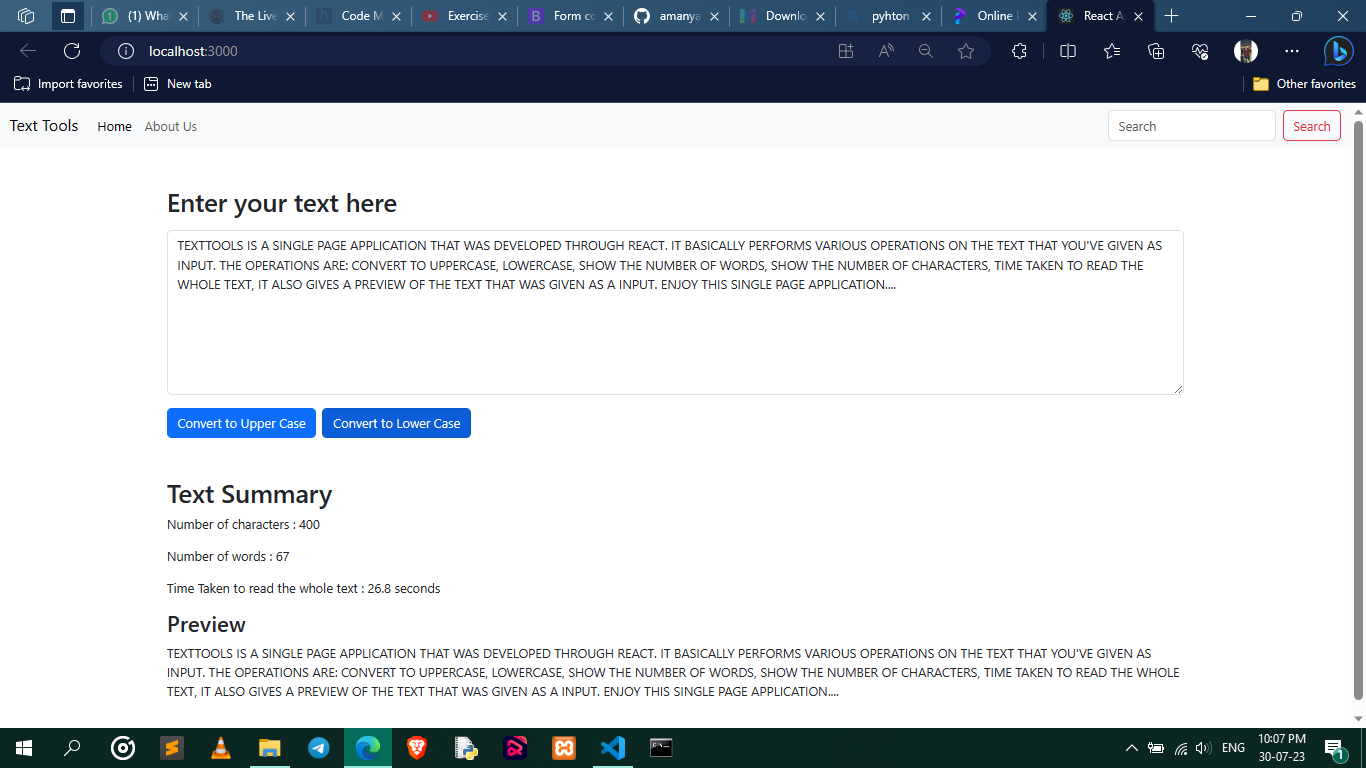 (1) Wha
The Live
Code M
Exercise
Form co
amanya
Downlo
pyhton
Online
React A
localhost:3000
Import favorites
New tab
Other favorites
Text Tools Home About Us
Search Search
Enter your text here
TEXTTOOLS IS A SINGLE PAGE APPLICATION THAT WAS DEVELOPED THROUGH REACT. IT BASICALLY PERFORMS VARIOUS OPERATIONS ON THE TEXT THAT YOU'VE GIVEN AS
INPUT. THE OPERATIONS ARE: CONVERT TO UPPERCASE, LOWERCASE, SHOW THE NUMBER OF WORDS, SHOW THE NUMBER OF CHARACTERS, TIME TAKEN TO READ THE
WHOLE TEXT, IT ALSO GIVES A PREVIEW OF THE TEXT THAT WAS GIVEN AS A INPUT. ENJOY THIS SINGLE PAGE APPLICATION....
Convert to Upper Case Convert to Lower Case
Text Summary
Number of characters : 400
Number of words : 67
Time Taken to read the whole text : 26.8 seconds
Preview
TEXTTOOLS IS A SINGLE PAGE APPLICATION THAT WAS DEVELOPED THROUGH REACT. IT BASICALLY PERFORMS VARIOUS OPERATIONS ON THE TEXT THAT YOU'VE GIVEN AS
INPUT. THE OPERATIONS ARE: CONVERT TO UPPERCASE, LOWERCASE, SHOW THE NUMBER OF WORDS, SHOW THE NUMBER OF CHARACTERS, TIME TAKEN TO READ THE WHOLE
TEXT, IT ALSO GIVES A PREVIEW OF THE TEXT THAT WAS GIVEN AS A INPUT. ENJOY THIS SINGLE PAGE APPLICATION....
ENG
10:07 PM
30-07-23
1